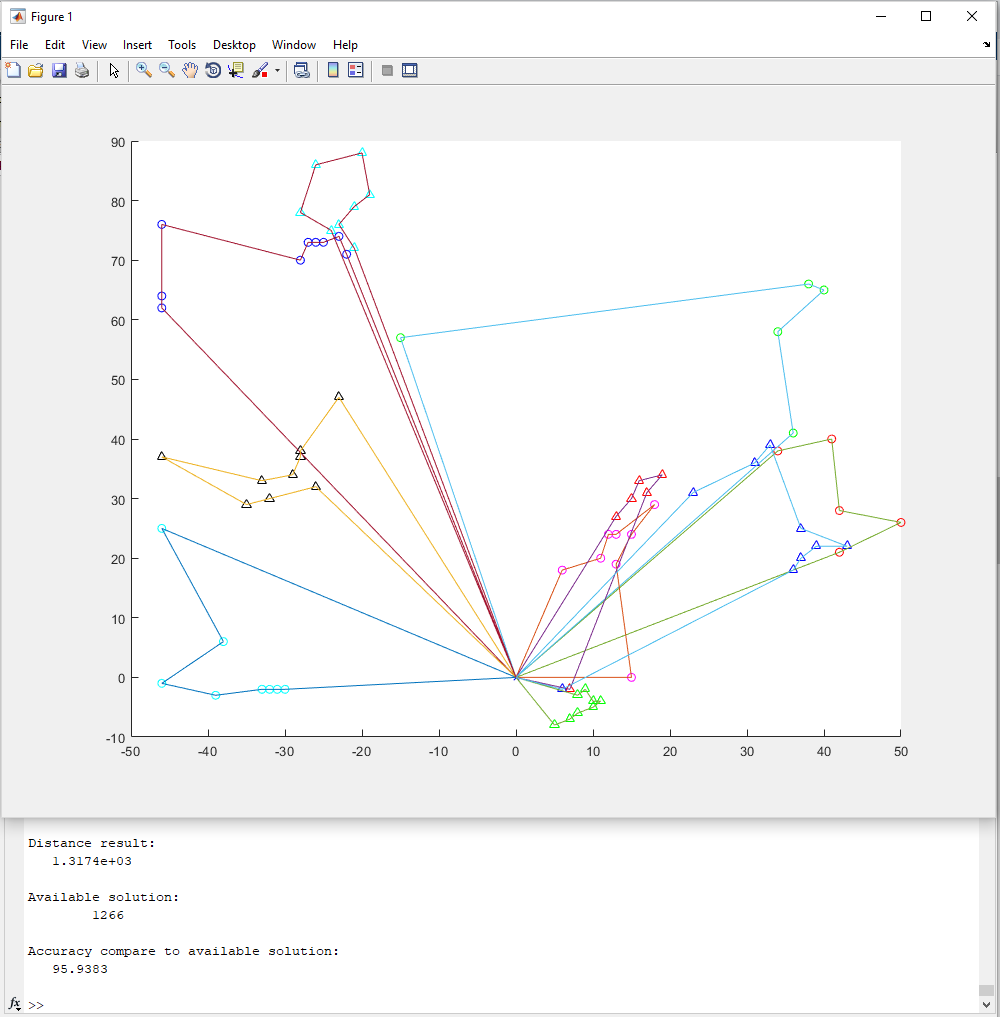 Figure 1
File Edit View Insert Tools Desktop Window Help
90
80
70
60
50
40
30
20
10
0
-10
-50 -40 -30 -20 -10 0 10 20 30 40 50
Distance result:
1.3174e+03
Available solution:
1266
Accuracy compare to available solution:
95.9383
fx >>